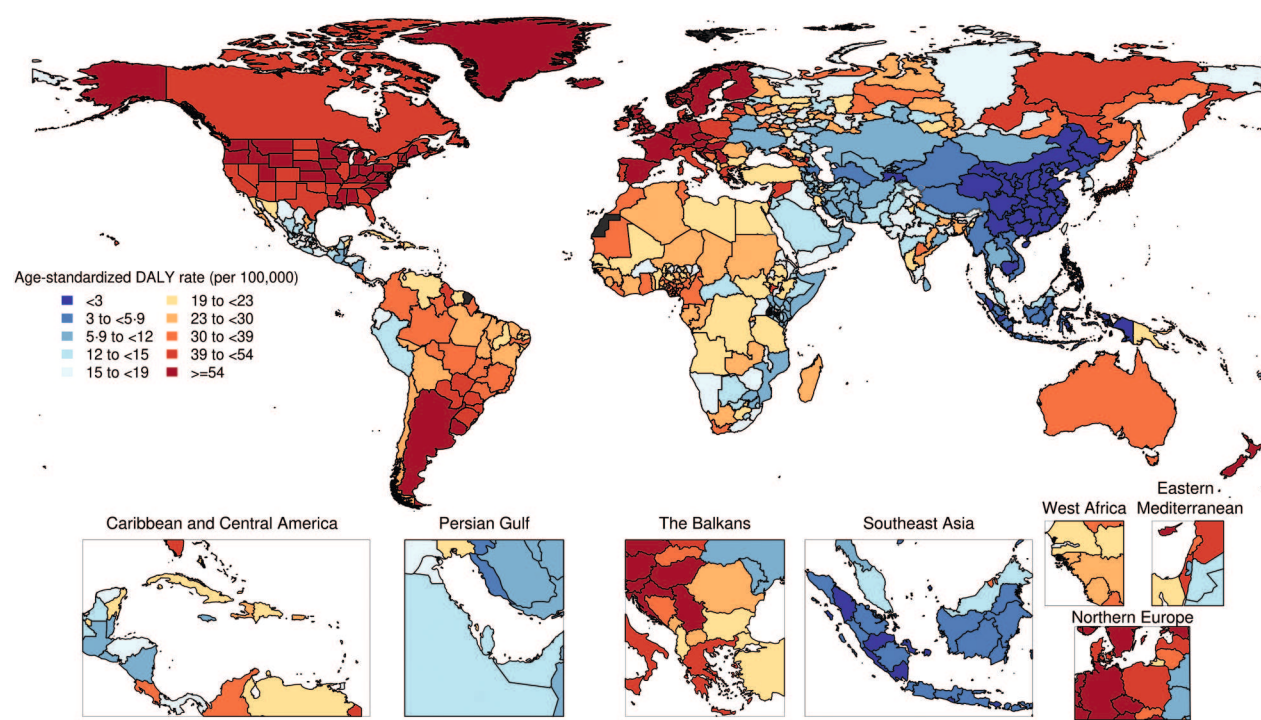 Age-standardized DALY rate (per 100,000)
<3
3 to <5·9
5·9 to <12
12 to <15
15 to <19
19 to <23
23 to <30
30 to <39
39 to <54
>=54
Caribbean and Central America
Persian Gulf
The Balkans
Southeast Asia
West Africa
Eastern
Mediterranean
Northern Europe